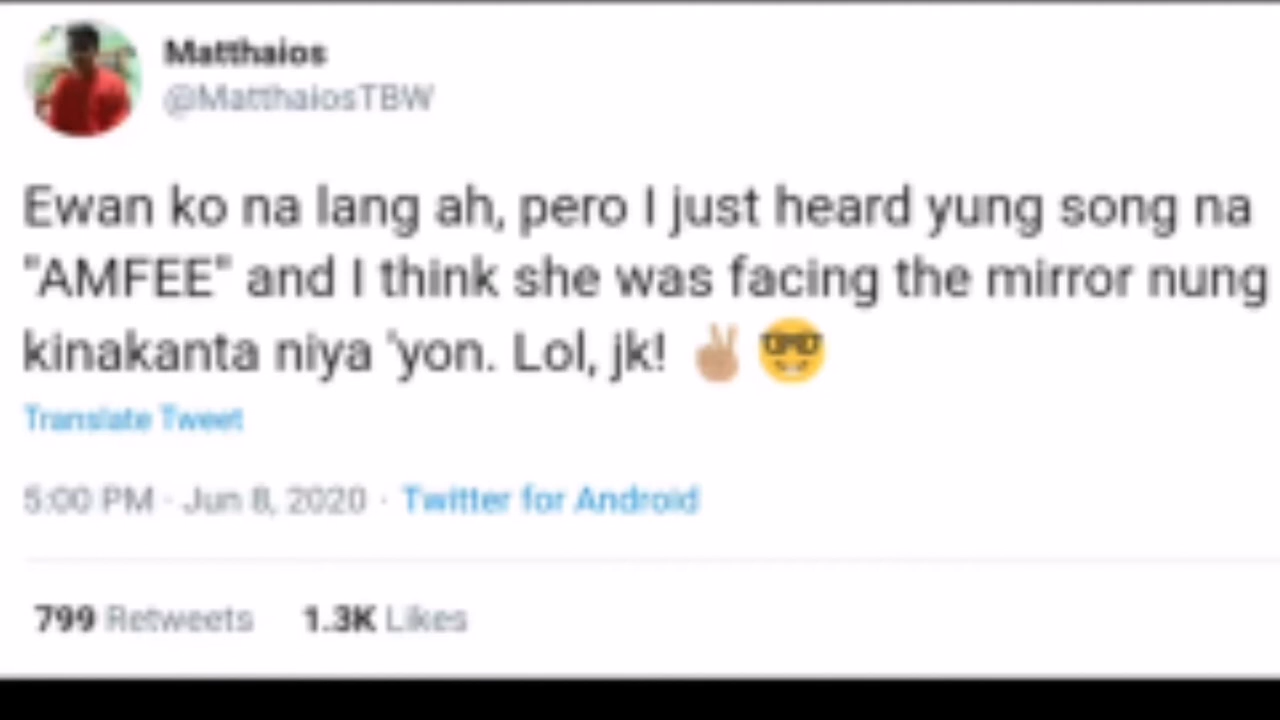 Matthaios
@MatthaiosTBW
Ewan ko na lang ah, pero I just heard yung song na
"AMFEE" and I think she was facing the mirror nung
kinakanta niya 'yon. Lol, jk! ✌🏼🤓
Translate Tweet
5:00 PM · Jun 8, 2020 · Twitter for Android
799 Retweets 1.3K Likes